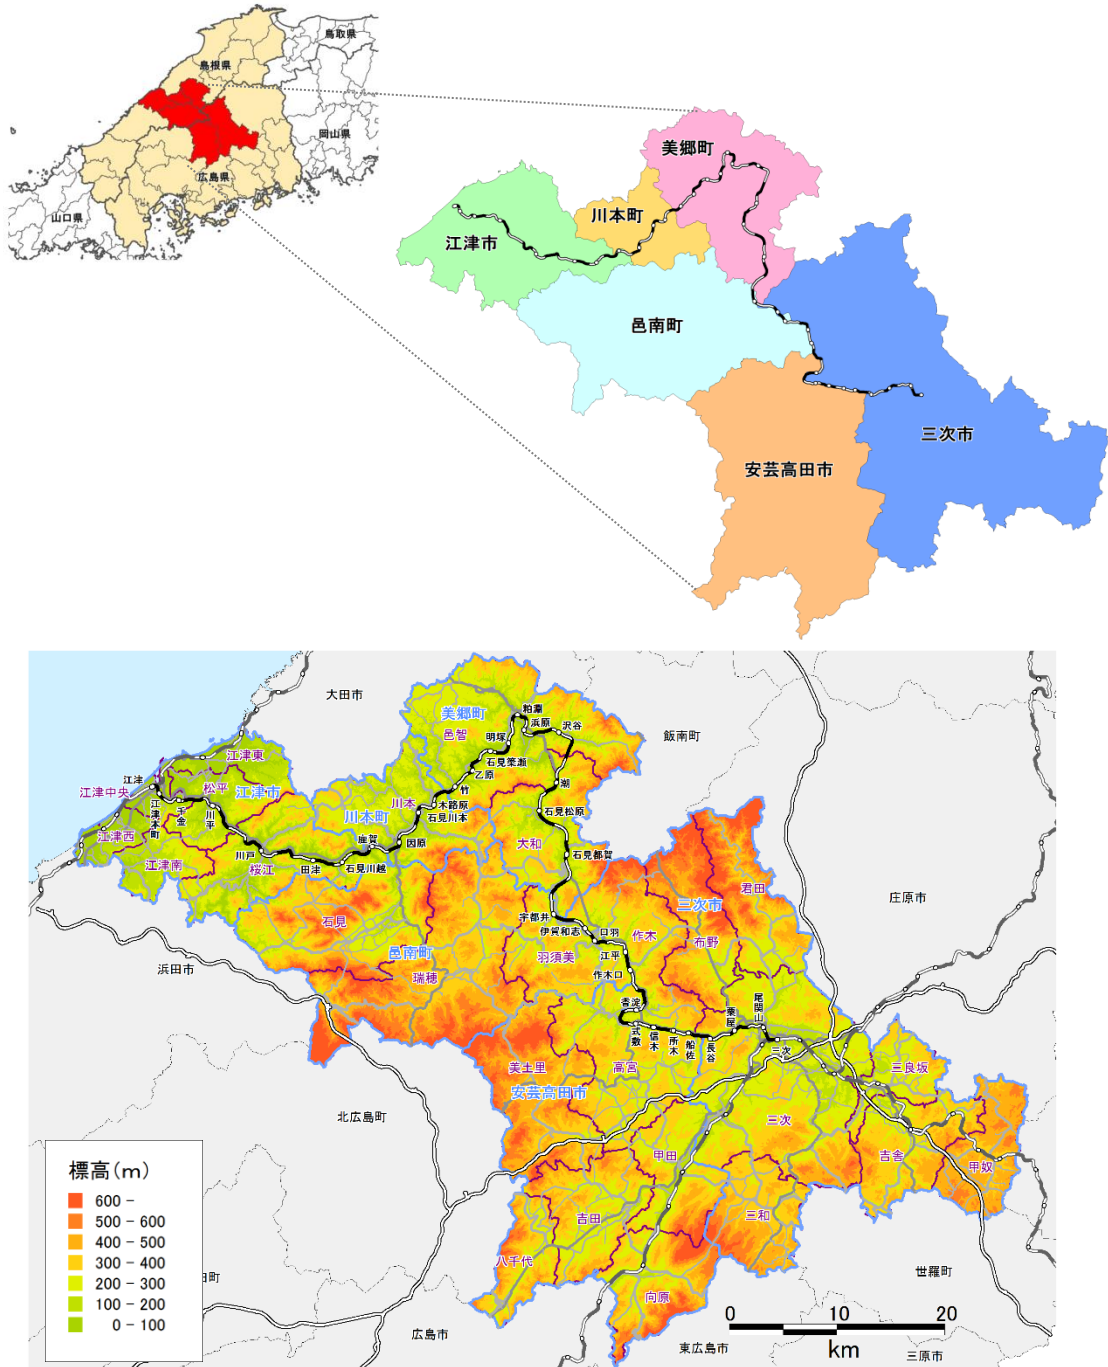 鳥取県
島根県
岡山県
広島県
山口県
美郷町
川本町
江津市
邑南町
三次市
安芸高田市
大田市
美郷町
邑智
粕淵
浜原
沢谷
明塚
石見簗瀬
乙原
竹
飯南町
江津東
江津
江津中央
松平
江津市
江津本町
千金
川平
川本
木路原
石見川本
川本町
潮
石見松原
江津西
江津南
川戸
桜江
田津
鹿賀
石見川越
因原
大和
石見都賀
君田
三次市
庄原市
石見
宇都井
伊賀和志
口羽
作木
布野
浜田市
邑南町
瑞穂
羽須美
江平
作木口
香淀
式敷
信木
所木
船佐
長谷
粟屋
尾関山
三次
美土里
高宮
三良坂
安芸高田市
北広島町
三次
甲田
吉舎
甲奴
吉田
三和
八千代
向原
世羅町
広島市
東広島市
三原市
標高(m)
600 -
500 - 600
400 - 500
300 - 400
200 - 300
100 - 200
0 - 100
0 10 20
km